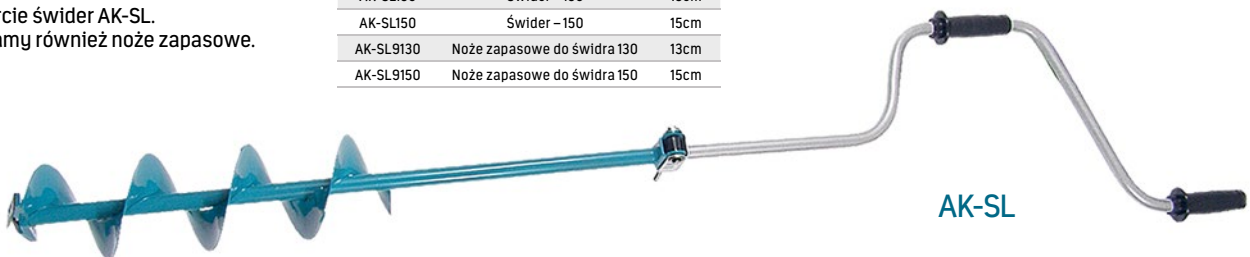 rcie świder AK-SL.
amy również noże zapasowe.
AK-SL150 Świder – 150 15cm
AK-SL9130 Noże zapasowe do świdra 130 13cm
AK-SL9150 Noże zapasowe do świdra 150 15cm
AK-SL